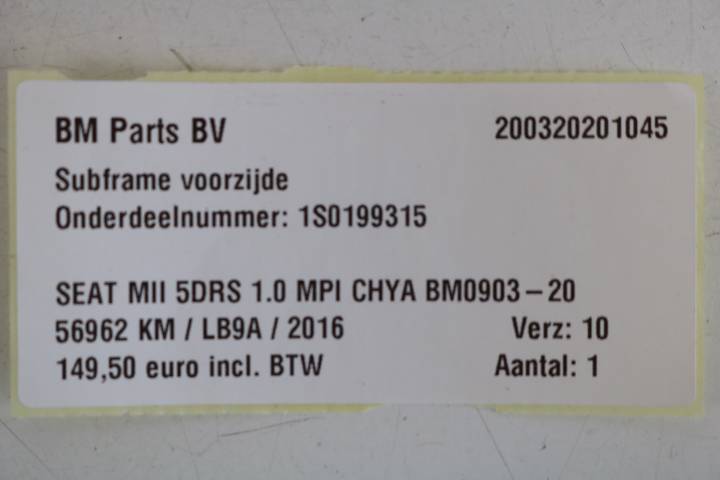 BM Parts BV 200320201045
Subframe voorzijde
Onderdeelnummer: 1S0199315
SEAT MII 5DRS 1.0 MPI CHYA BM0903-20
56962 KM / LB9A / 2016 Verz: 10
149,50 euro incl. BTW Aantal: 1